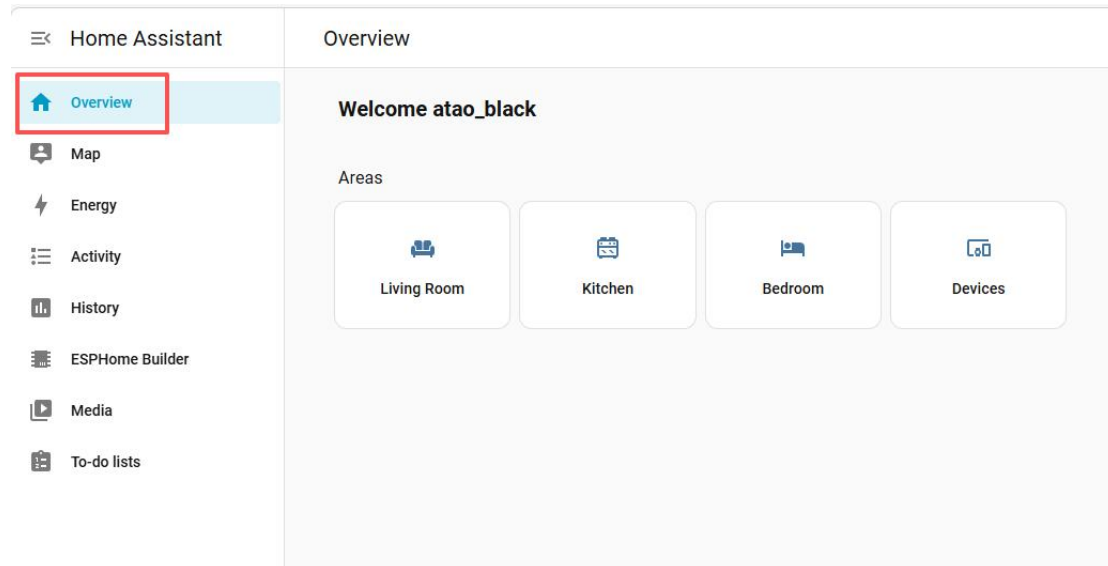 Home Assistant
Overview
Map
Energy
Activity
History
ESPHome Builder
Media
To-do lists
Overview
Welcome atao_black
Areas
Living Room
Kitchen
Bedroom
Devices